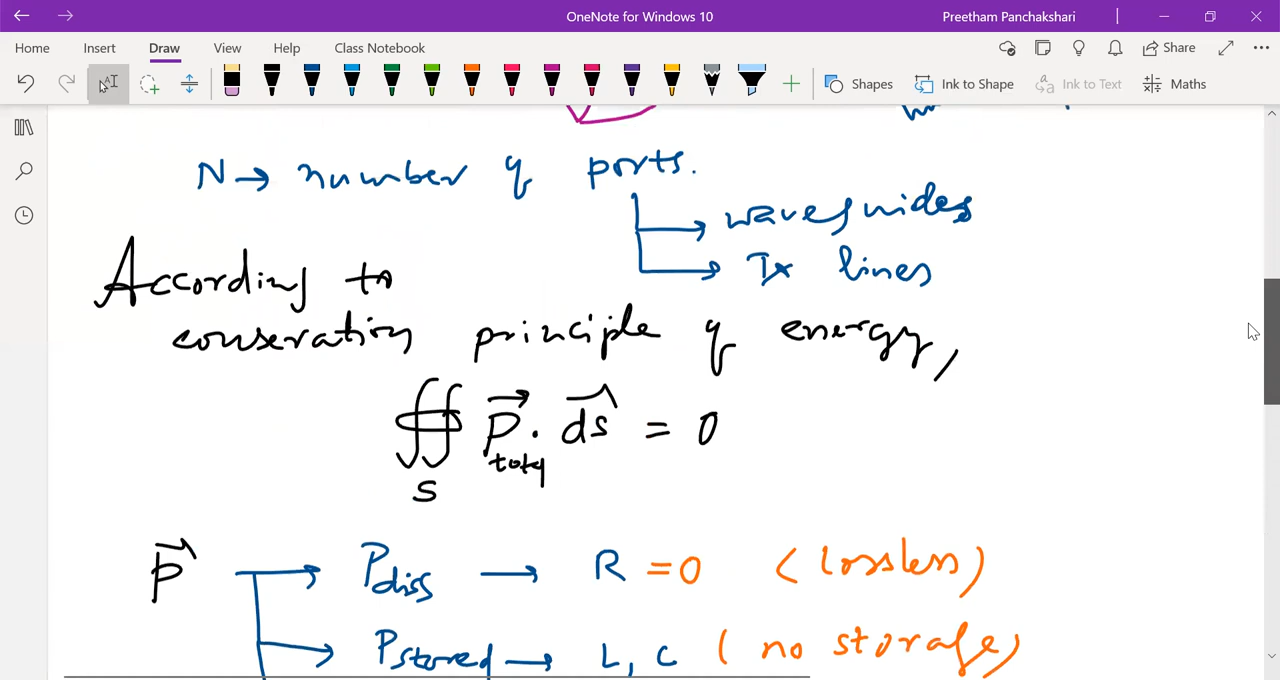 OneNote for Windows 10
Preetham Panchakshari
Home Insert Draw View Help Class Notebook
Share
Shapes Ink to Shape Ink to Text Maths
N → number of ports.
waveguides
Tx lines
According to
conseration principle of energy,
∯ P⃗total . ds⃗ = 0
S
P⃗ → Pdiss → R = 0 (lossless)
→ Pstored → L, C (no storage)